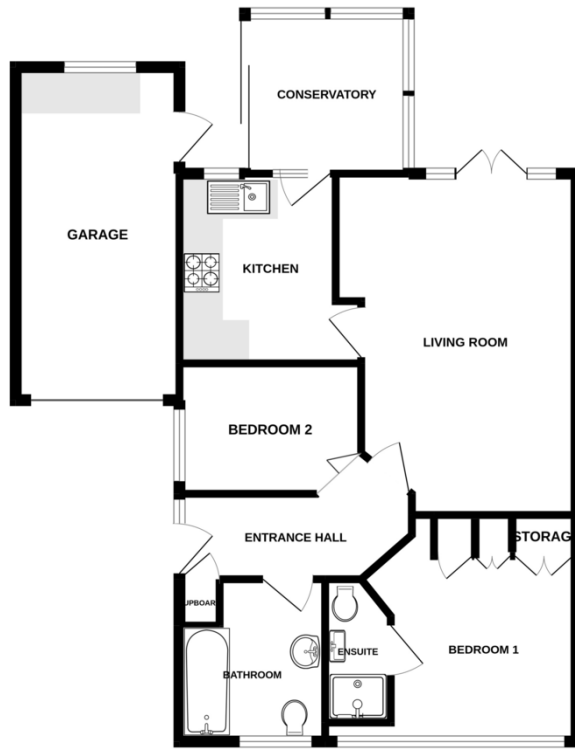 CONSERVATORY
GARAGE
KITCHEN
LIVING ROOM
BEDROOM 2
ENTRANCE HALL
STORAG
UPBOAR
ENSUITE
BEDROOM 1
BATHROOM